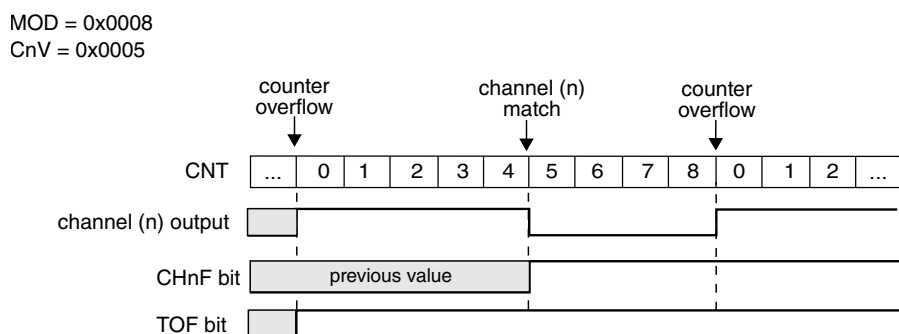 MOD = 0x0008
CnV = 0x0005
counter overflow
channel (n) match
counter overflow
CNT ... 0 1 2 3 4 5 6 7 8 0 1 2 ...
channel (n) output
CHnF bit previous value
TOF bit